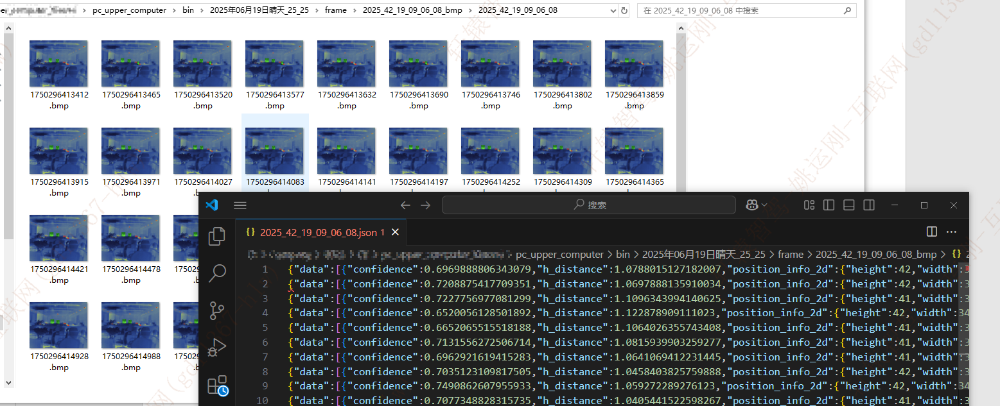 pc_upper_computer > bin > 2025年06月19日晴天_25_25 > frame > 2025_42_19_09_06_08_bmp > 2025_42_19_09_06_08
在 2025_42_19_09_06_08 中搜索
1750296413412.bmp
1750296413465.bmp
1750296413520.bmp
1750296413577.bmp
1750296413632.bmp
1750296413690.bmp
1750296413746.bmp
1750296413802.bmp
1750296413859.bmp
1750296413915.bmp
1750296413971.bmp
1750296414027
1750296414083
1750296414141
1750296414197
1750296414252
1750296414309
1750296414365
1750296414421.bmp
1750296414478.bmp
1750296414928.bmp
1750296414988.bmp
搜索
{} 2025_42_19_09_06_08.json 1
pc_upper_computer > bin > 2025年06月19日晴天_25_25 > frame > 2025_42_19_09_06_08_bmp > {} 2
1 {"data":[{"confidence":0.6969888806343079,"h_distance":1.0788015127182007,"position_info_2d":{"height":42,"width":
2 {"data":[{"confidence":0.7208875417709351,"h_distance":1.0697888135910034,"position_info_2d":{"height":42,"width":3
3 {"data":[{"confidence":0.7227756977081299,"h_distance":1.1096343994140625,"position_info_2d":{"height":41,"width":3
4 {"data":[{"confidence":0.6520056128501892,"h_distance":1.122878909111023,"position_info_2d":{"height":42,"width":34
5 {"data":[{"confidence":0.6652065515518188,"h_distance":1.1064026355743408,"position_info_2d":{"height":41,"width":3
6 {"data":[{"confidence":0.7131556272506714,"h_distance":1.0815939903259277,"position_info_2d":{"height":41,"width":3
7 {"data":[{"confidence":0.6962921619415283,"h_distance":1.0641069412231445,"position_info_2d":{"height":41,"width":3
8 {"data":[{"confidence":0.7035123109817505,"h_distance":1.0458403825759888,"position_info_2d":{"height":42,"width":3
9 {"data":[{"confidence":0.7490862607955933,"h_distance":1.059272289276123,"position_info_2d":{"height":42,"width":34
10 {"data":[{"confidence":0.7077348828315735,"h_distance":1.0405441522598267,"position_info_2d":{"height":41,"width":3